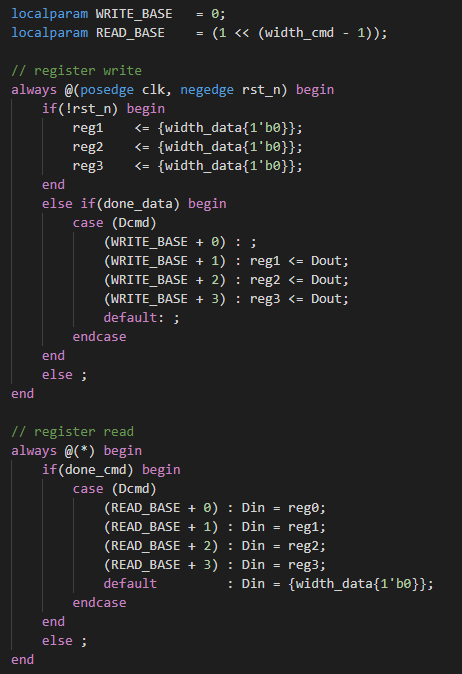 localparam WRITE_BASE   = 0;
localparam READ_BASE    = (1 << (width_cmd - 1));

// register write
always @(posedge clk, negedge rst_n) begin
    if(!rst_n) begin
        reg1    <= {width_data{1'b0}};
        reg2    <= {width_data{1'b0}};
        reg3    <= {width_data{1'b0}};
    end
    else if(done_data) begin
        case (Dcmd)
            (WRITE_BASE + 0) : ;
            (WRITE_BASE + 1) : reg1 <= Dout;
            (WRITE_BASE + 2) : reg2 <= Dout;
            (WRITE_BASE + 3) : reg3 <= Dout;
            default: ;
        endcase
    end
    else ;
end

// register read
always @(*) begin
    if(done_cmd) begin
        case (Dcmd)
            (READ_BASE + 0) : Din = reg0;
            (READ_BASE + 1) : Din = reg1;
            (READ_BASE + 2) : Din = reg2;
            (READ_BASE + 3) : Din = reg3;
            default         : Din = {width_data{1'b0}};
        endcase
    end
    else ;
end